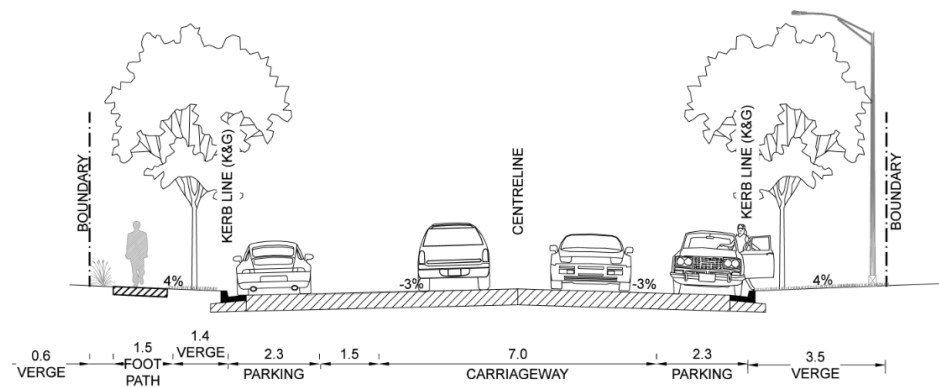 BOUNDARY
KERB LINE (K&G)
CENTRELINE
KERB LINE (K&G)
BOUNDARY
4%
-3%
-3%
4%
0.6
VERGE
1.5
FOOT
PATH
1.4
VERGE
2.3
PARKING
1.5
7.0
CARRIAGEWAY
2.3
PARKING
3.5
VERGE